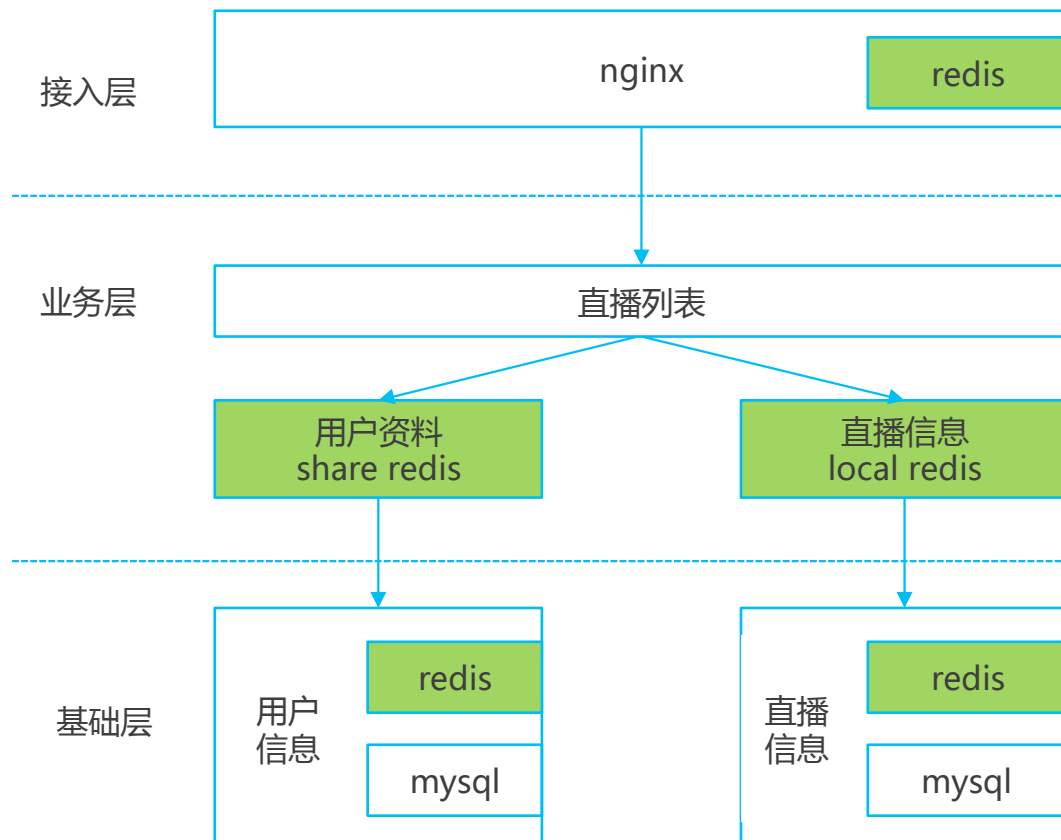 接入层
nginx
redis
业务层
直播列表
用户资料
share redis
直播信息
local redis
基础层
用户
信息
redis
mysql
直播
信息
redis
mysql